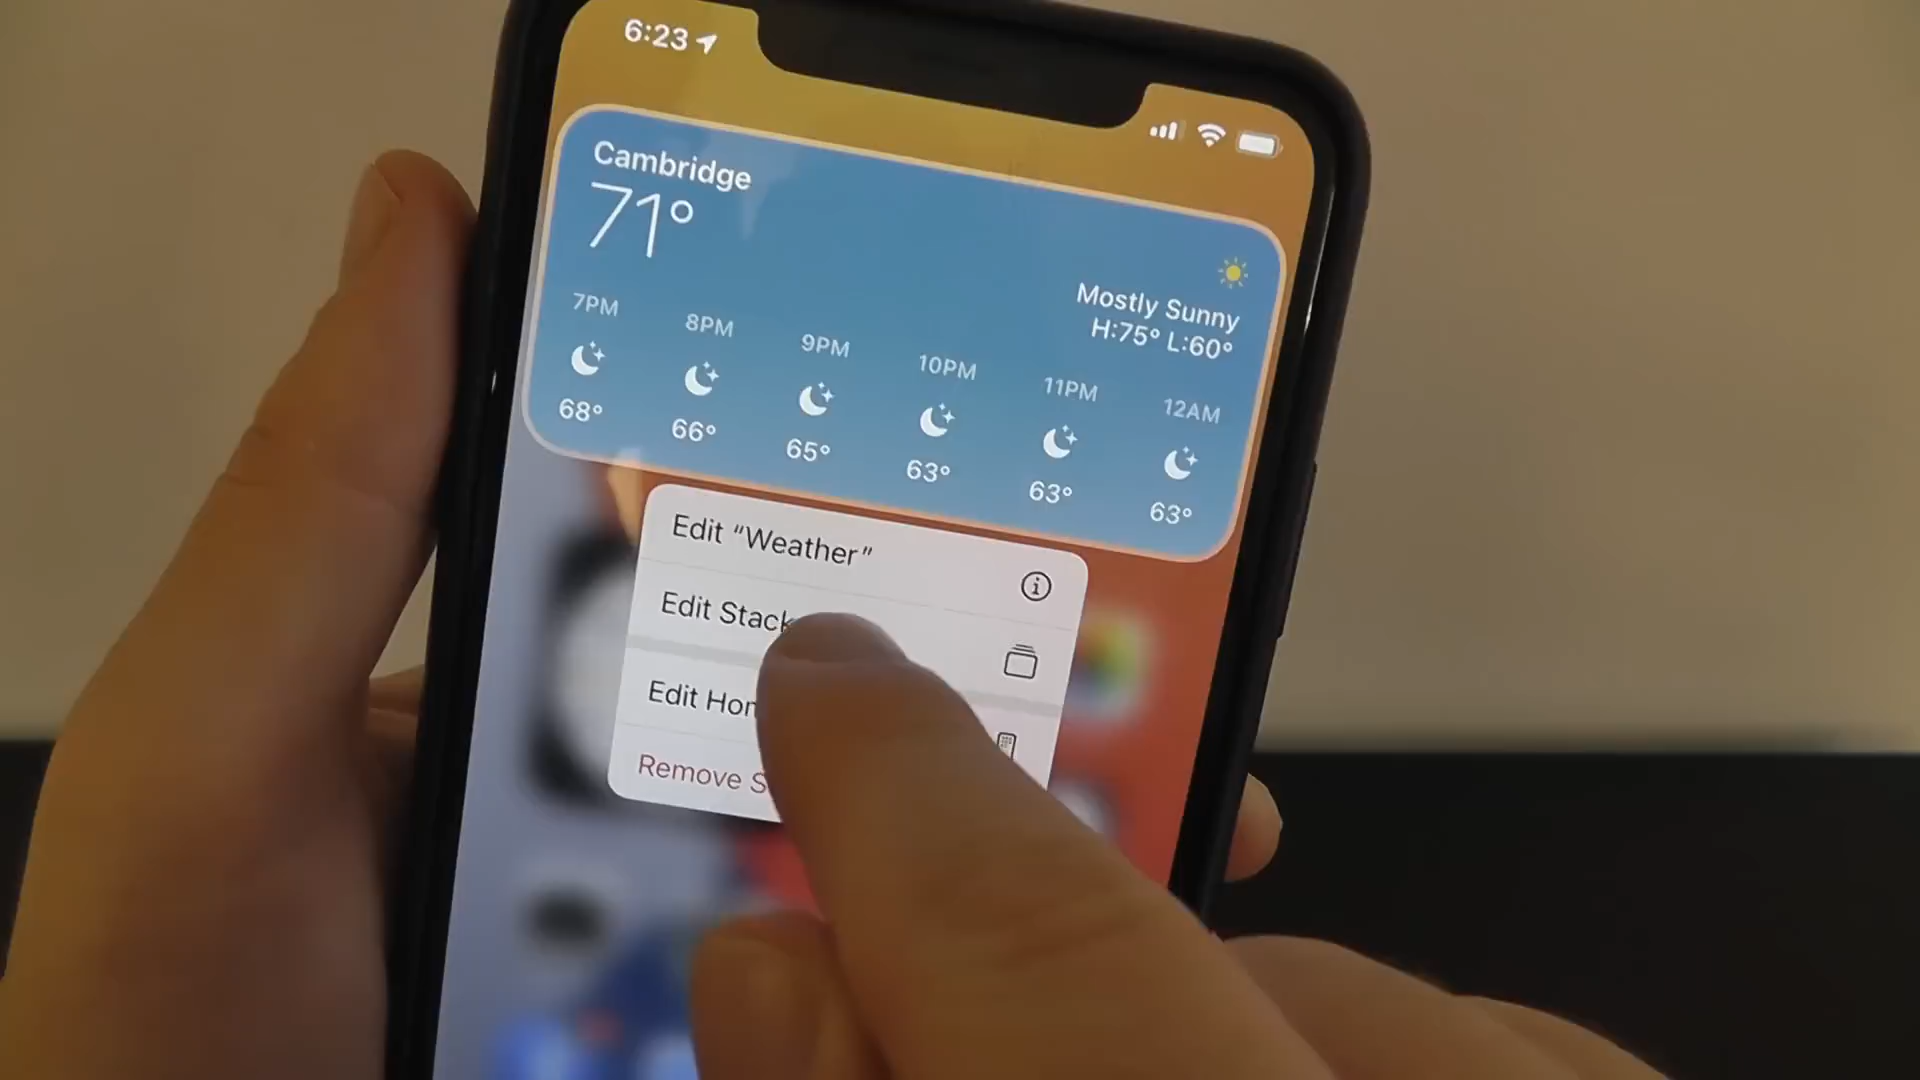 6:23
Cambridge
71°
Mostly Sunny
H:75° L:60°
7PM 8PM 9PM 10PM 11PM 12AM
68° 66° 65° 63° 63° 63°
Edit “Weather”
Edit Stack
Edit
Remove